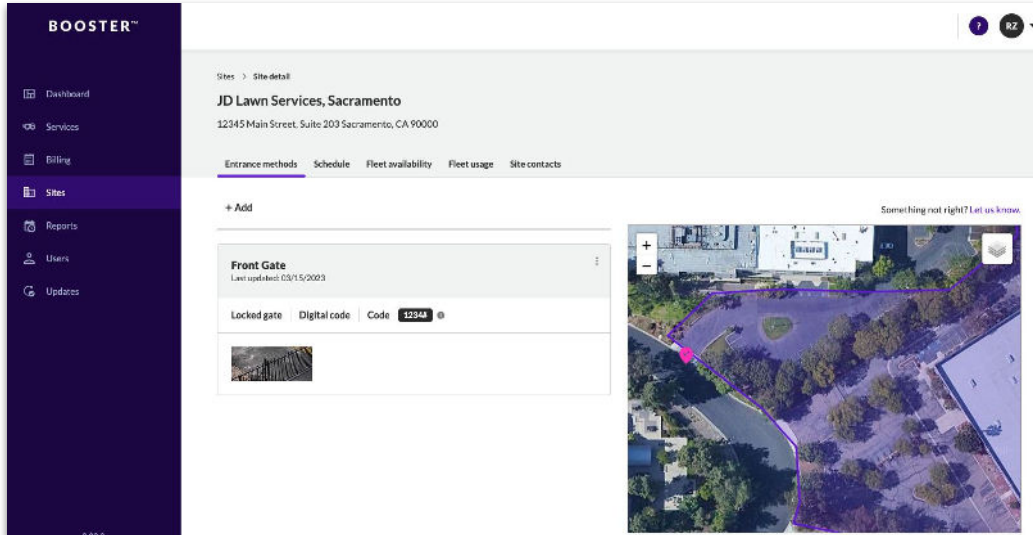 BOOSTER™
? RZ
Dashboard
Services
Billing
Sites
Reports
Users
Updates
Sites > Site detail
JD Lawn Services, Sacramento
12345 Main Street, Suite 203 Sacramento, CA 90000
Entrance methods Schedule Fleet availability Fleet usage Site contacts
+ Add
Something not right? Let us know.
Front Gate
Last updated: 03/15/2023
Locked gate Digital code Code 1234#
+
−